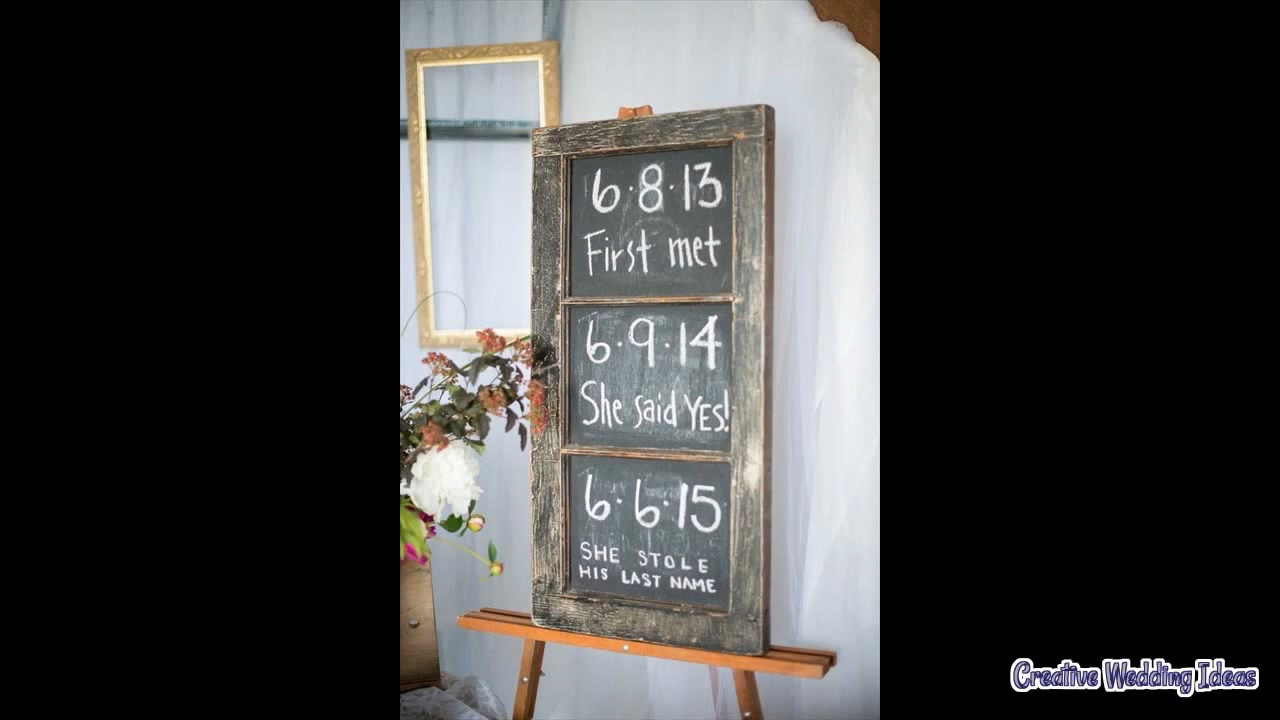 6·8·13
First met
6·9·14
She said YES!
6·6·15
SHE STOLE
HIS LAST NAME
Creative Wedding Ideas